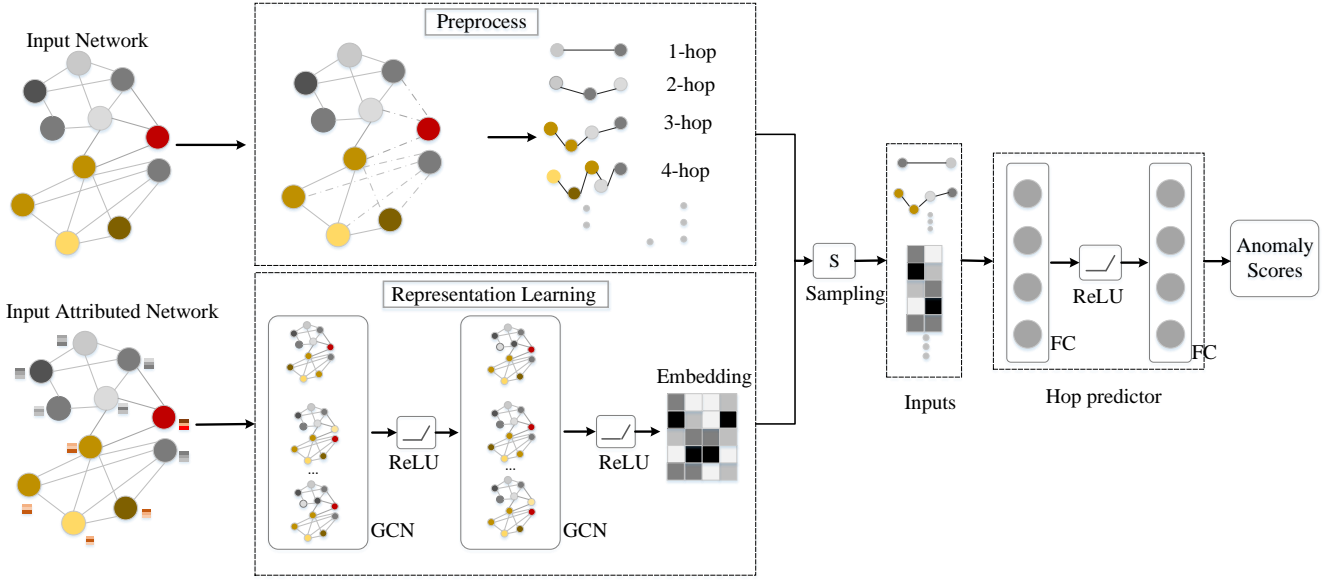 Input Network
Preprocess
1-hop
2-hop
3-hop
4-hop
Input Attributed Network
Representation Learning
GCN
ReLU
GCN
ReLU
Embedding
...
...
S
Sampling
Inputs
FC
ReLU
FC
Hop predictor
Anomaly
Scores